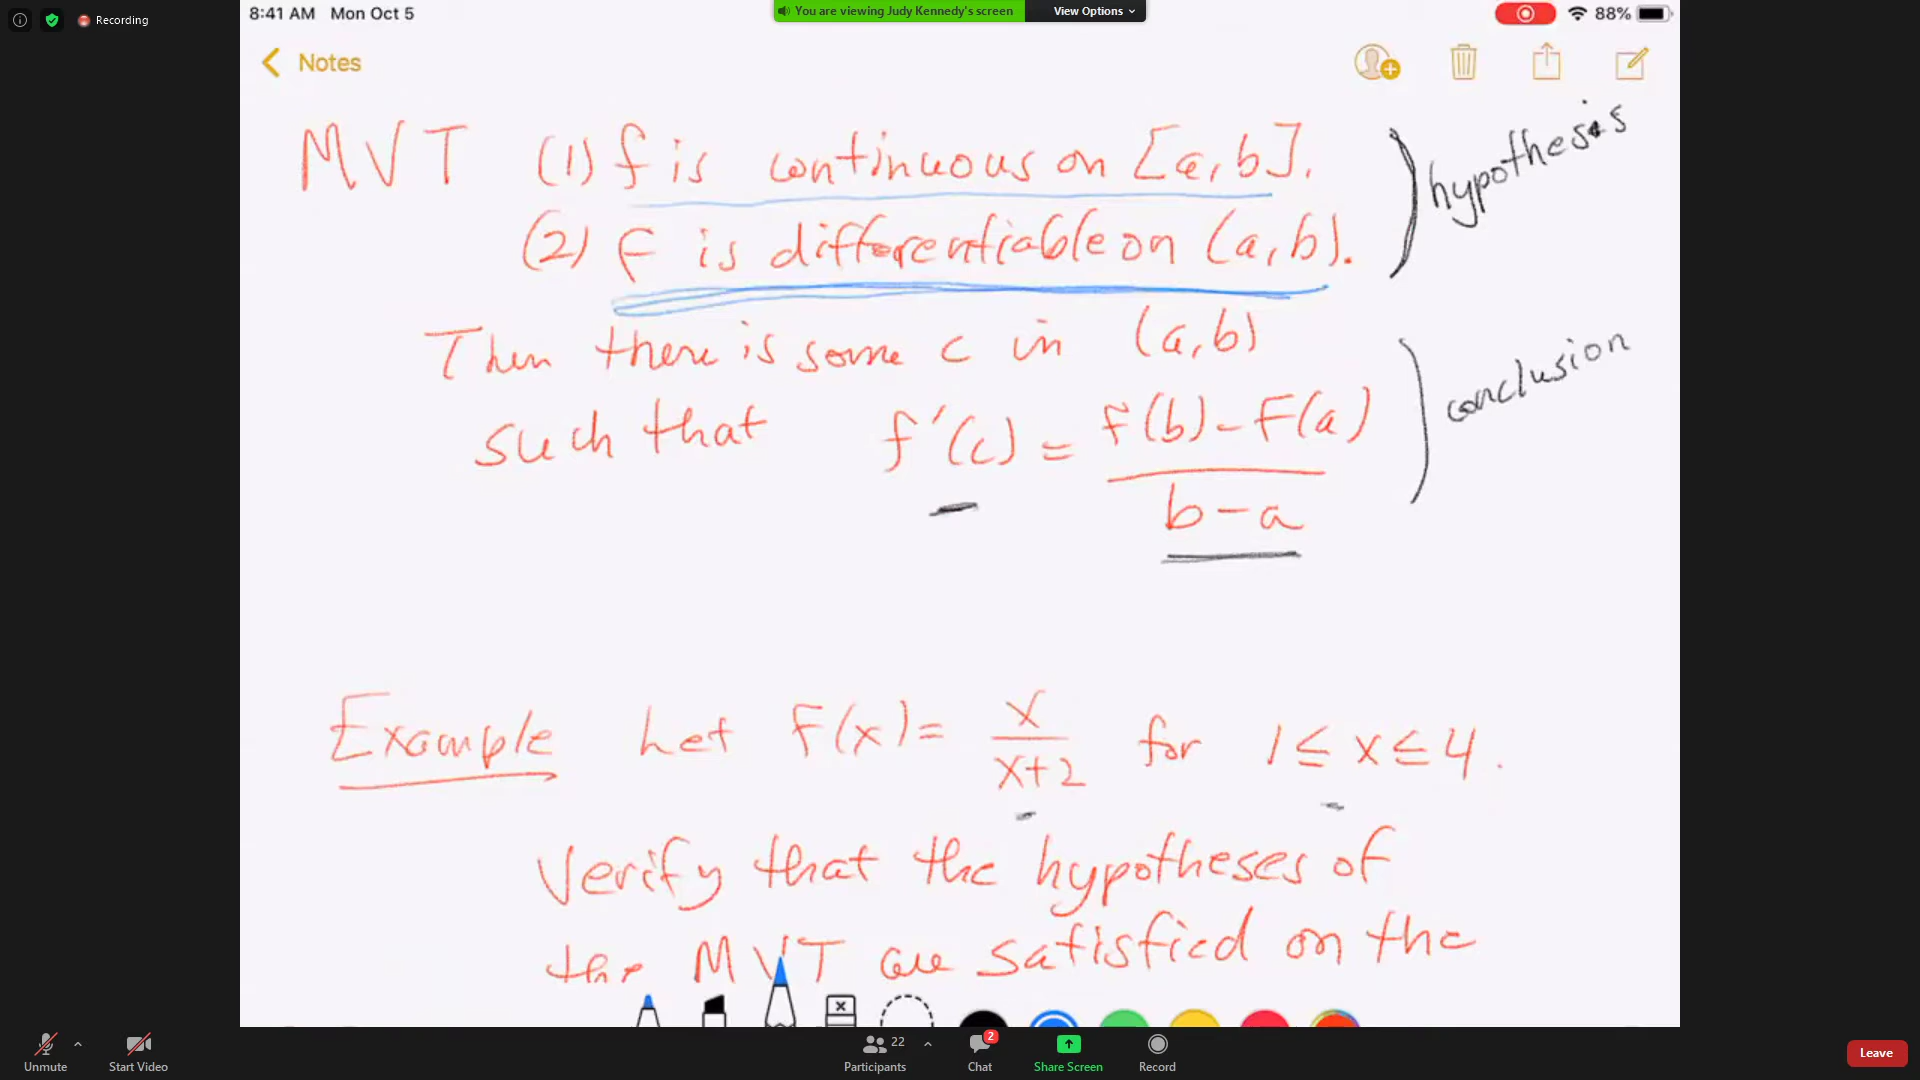 Recording
8:41 AM Mon Oct 5
You are viewing Judy Kennedy's screen
View Options
88%
Notes
MVT (1) f is continuous on [a,b].
(2) f is differentiable on (a,b).
hypothesis
Then there is some c in (a,b)
such that f'(c) = f(b)-f(a)
b-a
conclusion
Example Let f(x) = x
x+2 for 1≤x≤4.
Verify that the hypotheses of
the MVT are satisfied on the
Unmute
Start Video
22
Participants
2
Chat
Share Screen
Record
Leave